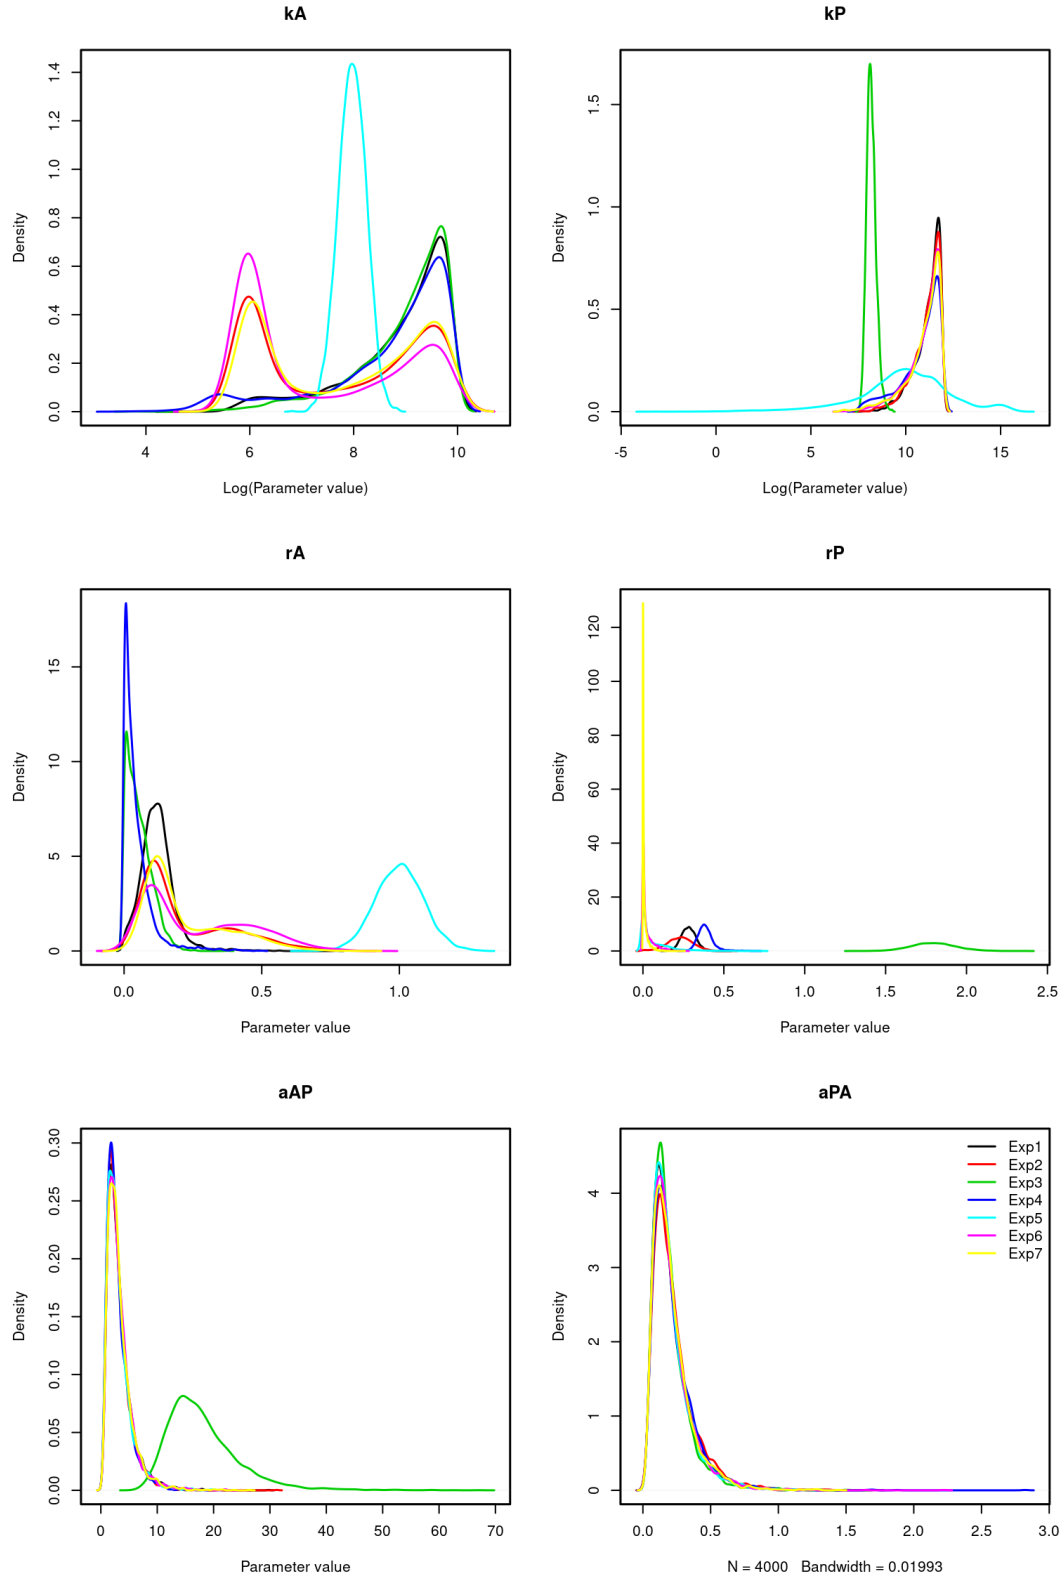 kA
kP
Density
0.0 0.2 0.4 0.6 0.8 1.0 1.2 1.4
4 6 8 10
Log(Parameter value)
Density
0.0 0.5 1.0 1.5
-5 0 5 10 15
Log(Parameter value)
rA
rP
Density
0 5 10 15
0.0 0.5 1.0
Parameter value
Density
0 20 40 60 80 100 120
0.0 0.5 1.0 1.5 2.0 2.5
Parameter value
aAP
aPA
Density
0.00 0.05 0.10 0.15 0.20 0.25 0.30
0 10 20 30 40 50 60 70
Parameter value
Density
0 1 2 3 4
Exp1
Exp2
Exp3
Exp4
Exp5
Exp6
Exp7
0.0 0.5 1.0 1.5 2.0 2.5 3.0
N = 4000 Bandwidth = 0.01993